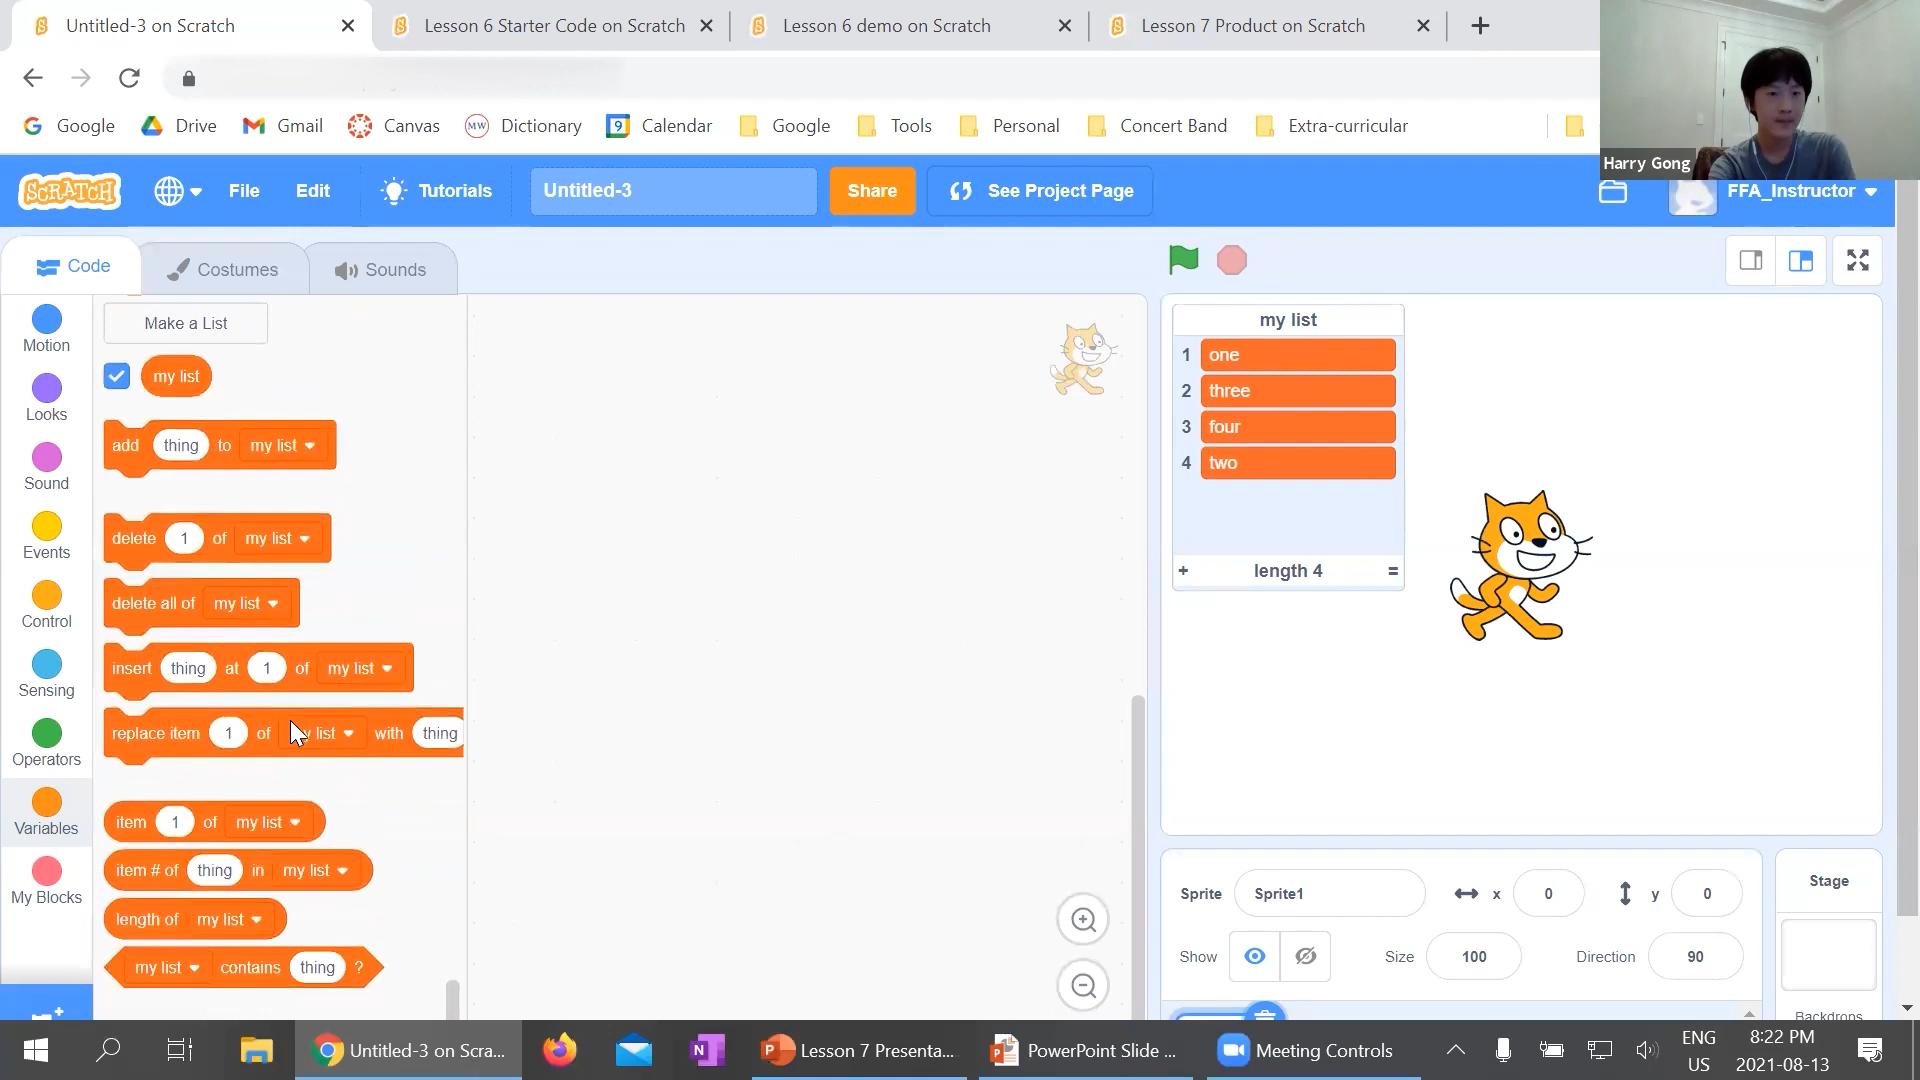 Untitled-3 on Scratch
Lesson 6 Starter Code on Scratch
Lesson 6 demo on Scratch
Lesson 7 Product on Scratch
Google
Drive
Gmail
Canvas
MW
Dictionary
9
Calendar
Google
Tools
Personal
Concert Band
Extra-curricular
Harry Gong
SCRATCH
File
Edit
Tutorials
Untitled-3
Share
See Project Page
FFA_Instructor
Code
Costumes
Sounds
Motion
Looks
Sound
Events
Control
Sensing
Operators
Variables
My Blocks
Make a List
my list
add thing to my list
delete 1 of my list
delete all of my list
insert thing at 1 of my list
replace item 1 of list with thing
item 1 of my list
item # of thing in my list
length of my list
my list contains thing ?
my list
1 one
2 three
3 four
4 two
+ length 4 =
Sprite Sprite1 x 0 y 0
Show Size 100 Direction 90
Stage
Backdrops
Untitled-3 on Scra...
Lesson 7 Presenta...
PowerPoint Slide ...
Meeting Controls
ENG
US
8:22 PM
2021-08-13